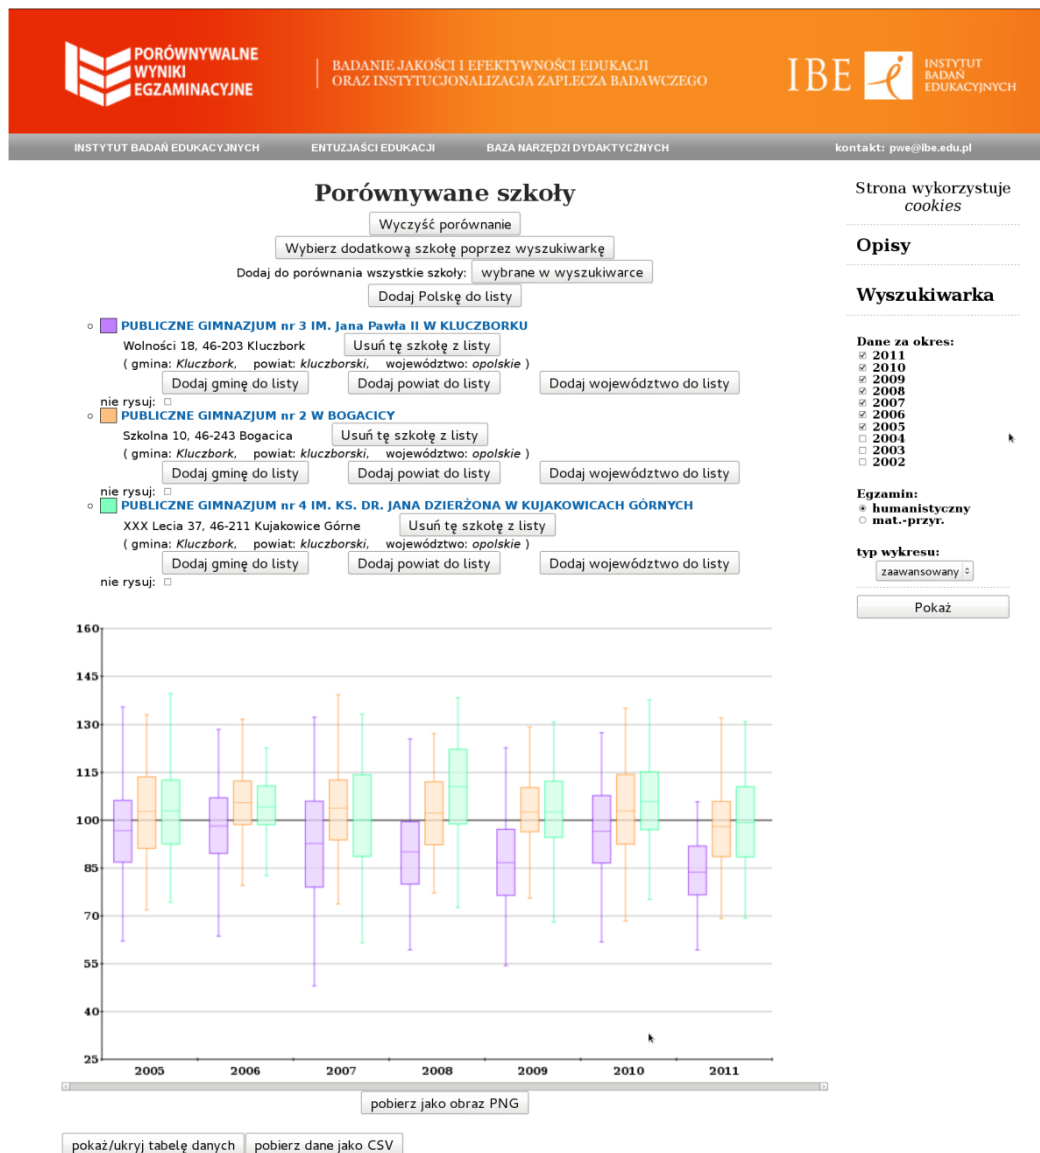 PORÓWNYWALNE
WYNIKI
EGZAMINACYJNE
BADANIE JAKOŚCI I EFEKTYWNOŚCI EDUKACJI
ORAZ INSTYTUCJONALIZACJA ZAPLECZA BADAWCZEGO
IBE
INSTYTUT
BADAŃ
EDUKACYJNYCH
INSTYTUT BADAŃ EDUKACYJNYCH ENTUZJAŚCI EDUKACJI BAZA NARZĘDZI DYDAKTYCZNYCH kontakt: pwe@ibe.edu.pl
Porównywane szkoły
Wyczyść porównanie
Wybierz dodatkową szkołę poprzez wyszukiwarkę
Dodaj do porównania wszystkie szkoły: wybrane w wyszukiwarce
Dodaj Polskę do listy
PUBLICZNE GIMNAZJUM nr 3 IM. Jana Pawła II W KLUCZBORKU
Wolności 18, 46-203 Kluczbork Usuń tę szkołę z listy
( gmina: Kluczbork, powiat: kluczborski, województwo: opolskie )
Dodaj gminę do listy Dodaj powiat do listy Dodaj województwo do listy
nie rysuj:
PUBLICZNE GIMNAZJUM nr 2 W BOGACICY
Szkolna 10, 46-243 Bogacica Usuń tę szkołę z listy
( gmina: Kluczbork, powiat: kluczborski, województwo: opolskie )
Dodaj gminę do listy Dodaj powiat do listy Dodaj województwo do listy
nie rysuj:
PUBLICZNE GIMNAZJUM nr 4 IM. KS. DR. JANA DZIERŻONA W KUJAKOWICACH GÓRNYCH
XXX Lecia 37, 46-211 Kujakowice Górne Usuń tę szkołę z listy
( gmina: Kluczbork, powiat: kluczborski, województwo: opolskie )
Dodaj gminę do listy Dodaj powiat do listy Dodaj województwo do listy
nie rysuj:
Strona wykorzystuje
cookies
Opisy
Wyszukiwarka
Dane za okres:
2011
2010
2009
2008
2007
2006
2005
2004
2003
2002
Egzamin:
humanistyczny
mat.-przyr.
typ wykresu:
zaawansowany
Pokaż
160
145
130
115
100
85
70
55
40
25
2005 2006 2007 2008 2009 2010 2011
pobierz jako obraz PNG
pokaż/ukryj tabelę danych pobierz dane jako CSV